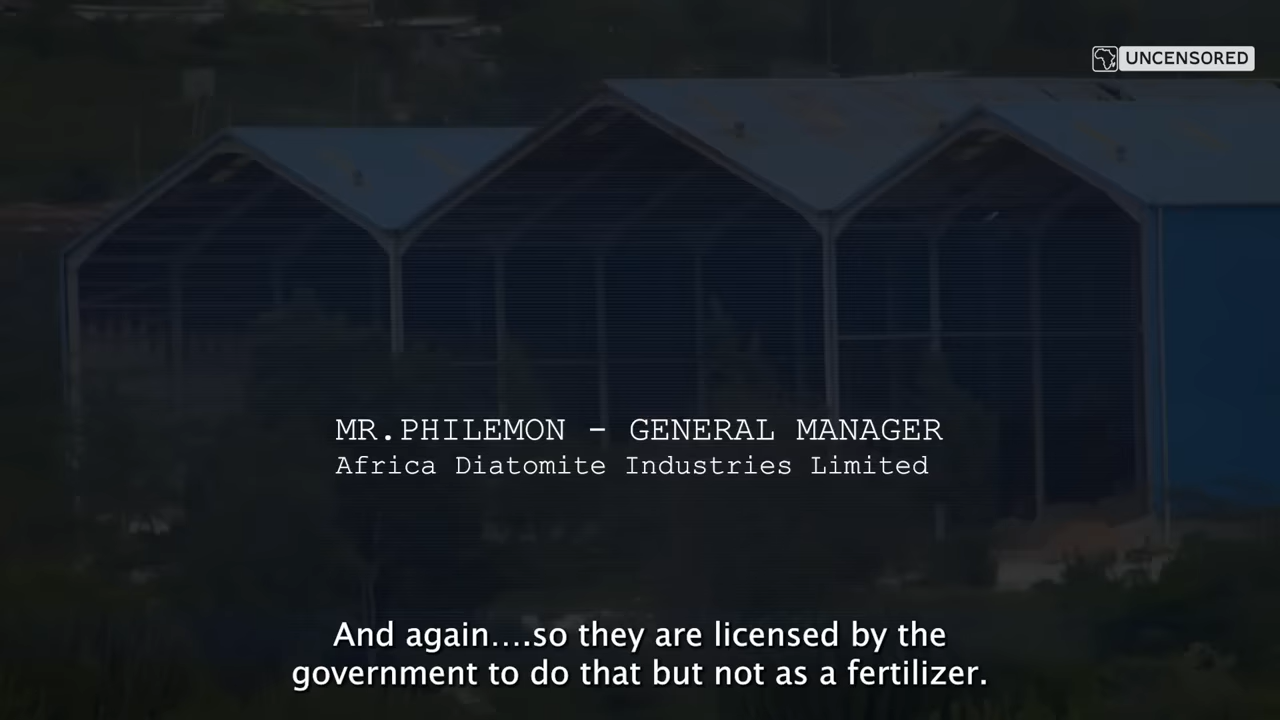 UNCENSORED
MR.PHILEMON - GENERAL MANAGER
Africa Diatomite Industries Limited
And again....so they are licensed by the
government to do that but not as a fertilizer.